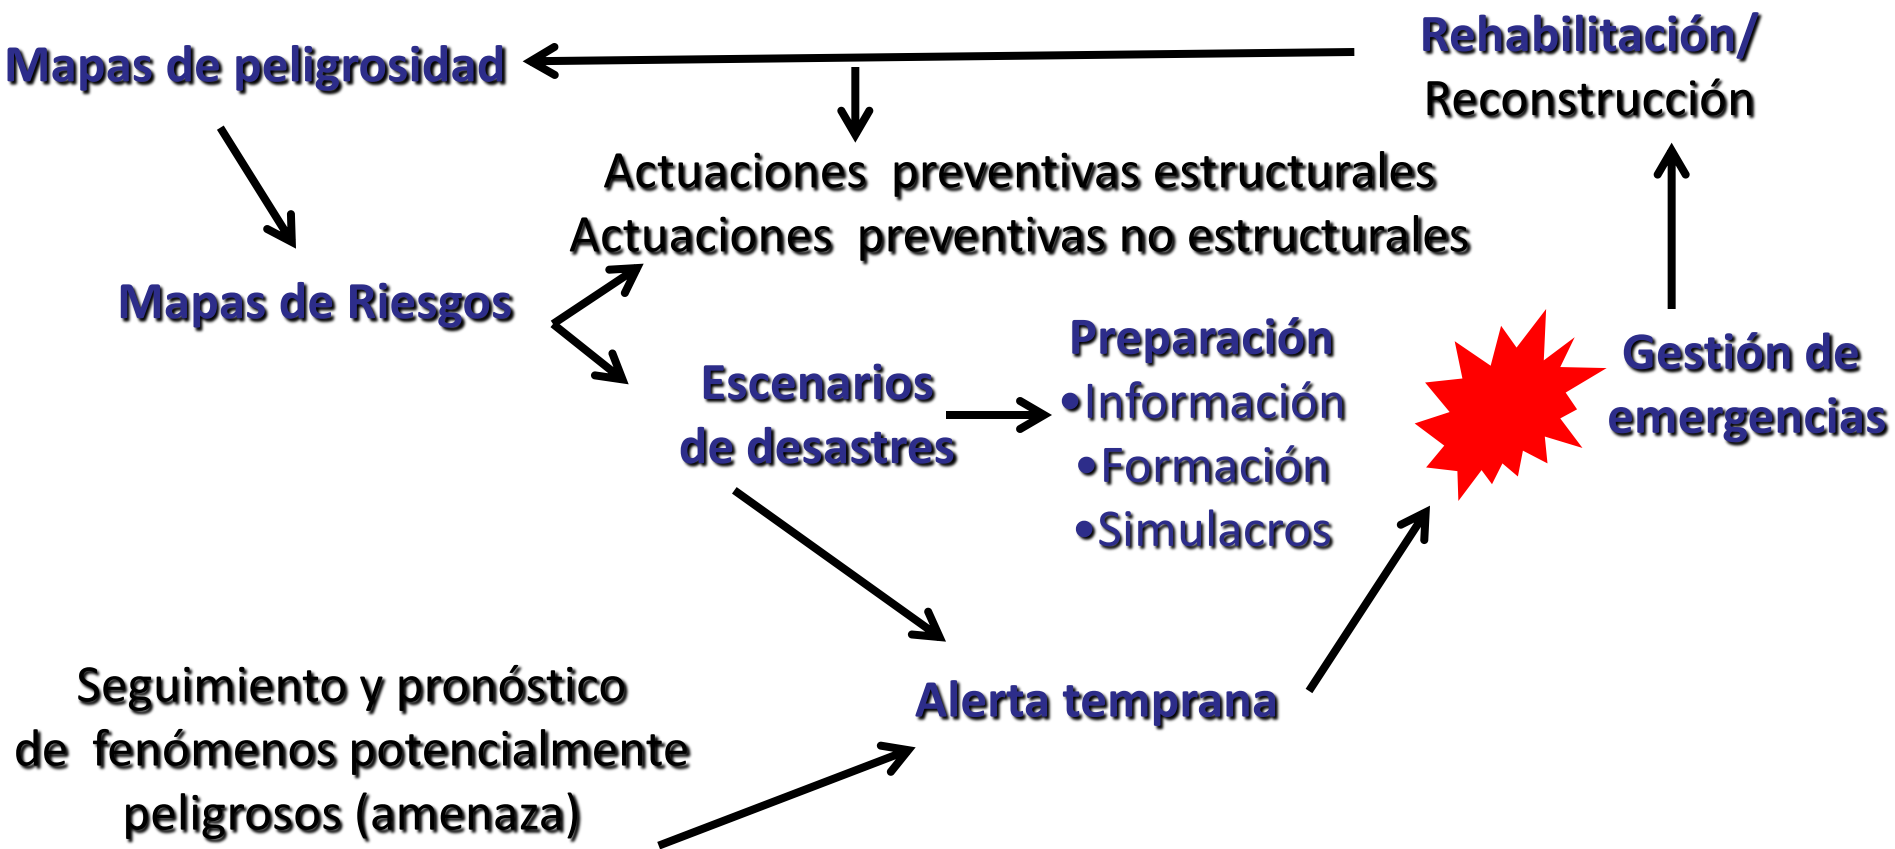 Mapas de peligrosidad
Rehabilitación/
Reconstrucción
Actuaciones  preventivas estructurales
Actuaciones  preventivas no estructurales
Mapas de Riesgos
Escenarios
de desastres
Preparación
•Información
•Formación
•Simulacros
Gestión de
emergencias
Seguimiento y pronóstico
de  fenómenos potencialmente
peligrosos (amenaza)
Alerta temprana